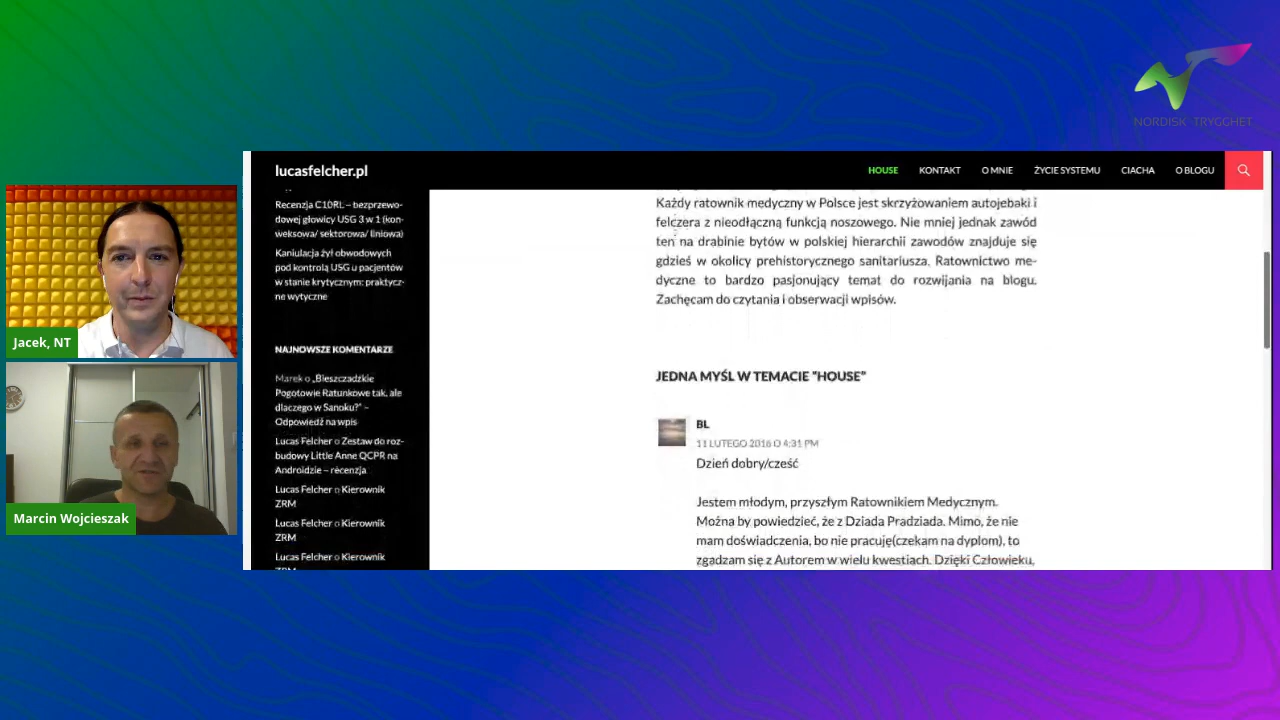 NORDISK TRYGGHET
lucasfelcher.pl
HOUSE
KONTAKT
O MNIE
ŻYCIE SYSTEMU
CIACHA
O BLOGU
Recenzja C10RL – bezprzewo-
dowej głowicy USG 3 w 1 (kon-
weksowa/ sektorowa/ liniowa)
Kaniulacja żył obwodowych
pod kontrolą USG u pacjentów
w stanie krytycznym: praktycz-
ne wytyczne
NAJNOWSZE KOMENTARZE
Marek o „Bieszczadzkie
Pogotowie Ratunkowe tak, ale
dlaczego w Sanoku?” –
Odpowiedź na wpis
Lucas Felcher o Zestaw do roz-
budowy Little Anne QCPR na
Androidzie – recenzja
Lucas Felcher o Kierownik
ZRM
Lucas Felcher o Kierownik
ZRM
Lucas Felcher o Kierownik
ZRM
Każdy ratownik medyczny w Polsce jest skrzyżowaniem autojebaki i
felczera z nieodłączną funkcją noszowego. Nie mniej jednak zawód
ten na drabinie bytów w polskiej hierarchii zawodów znajduje się
gdzieś w okolicy prehistorycznego sanitariusza. Ratownictwo me-
dyczne to bardzo pasjonujący temat do rozwijania na blogu.
Zachęcam do czytania i obserwacji wpisów.
JEDNA MYŚL W TEMACIE “HOUSE”
BL
11 LUTEGO 2016 O 4:31 PM
Dzień dobry/cześć
Jestem młodym, przyszłym Ratownikiem Medycznym.
Można by powiedzieć, że z Dziada Pradziada. Mimo, że nie
mam doświadczenia, bo nie pracuję(czekam na dyplom), to
zgadzam się z Autorem w wielu kwestiach. Dzięki Człowieku,
Jacek, NT
Marcin Wojcieszak